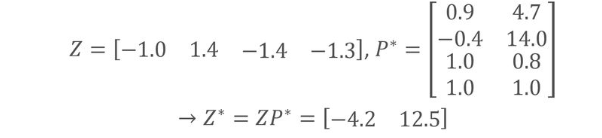 Z = [−1.0 1.4 −1.4 −1.3], P* = [0.9 4.7
−0.4 14.0
1.0 0.8
1.0 1.0]
→ Z* = ZP* = [−4.2 12.5]